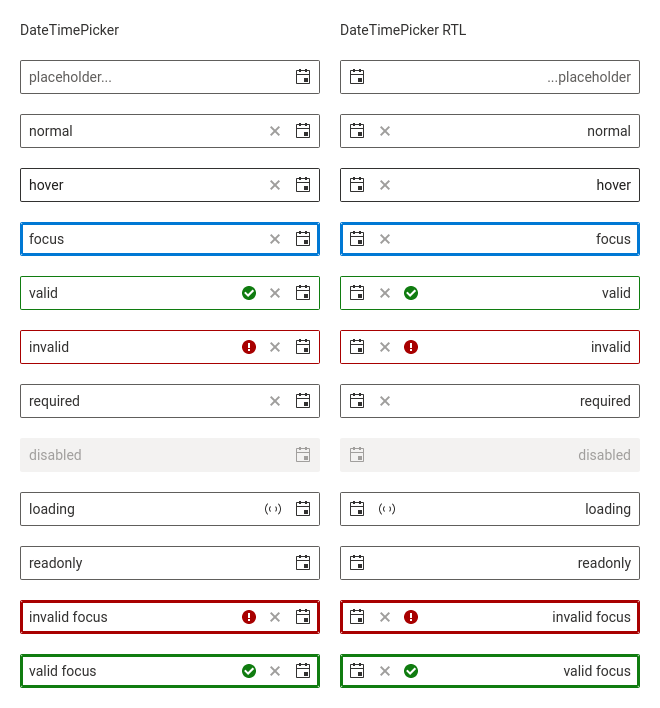 DateTimePicker
placeholder...
normal
hover
focus
valid
invalid
required
disabled
loading
readonly
invalid focus
valid focus
DateTimePicker RTL
...placeholder
normal
hover
focus
valid
invalid
required
disabled
loading
readonly
invalid focus
valid focus